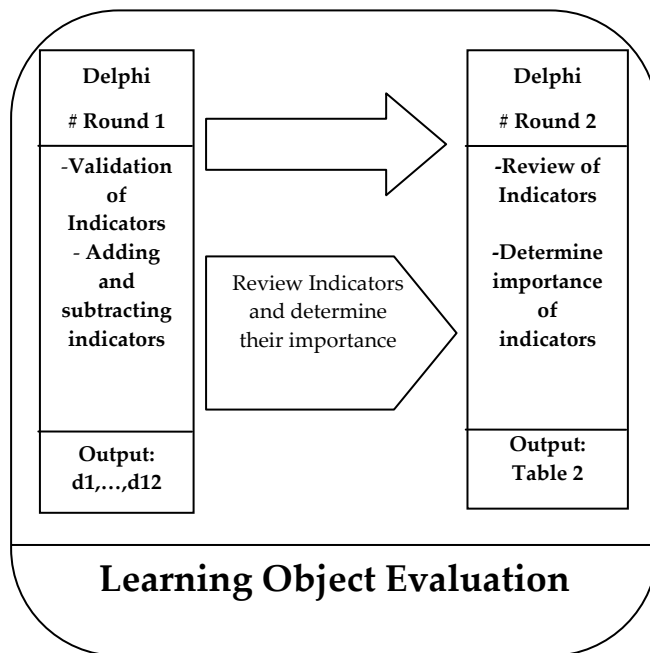 Delphi
# Round 1
-Validation
of
Indicators
- Adding
and
subtracting
indicators
Output:
d1,…,d12
Review Indicators
and determine
their importance
Delphi
# Round 2
-Review of
Indicators
-Determine
importance
of
indicators
Output:
Table 2
Learning Object Evaluation